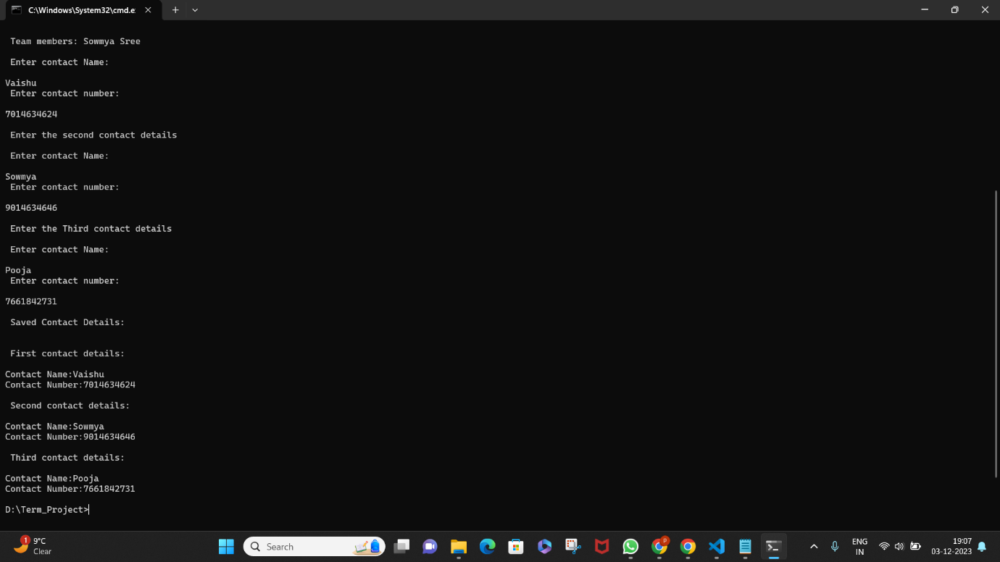 C:\Windows\System32\cmd.e
Team members: Sowmya Sree
Enter contact Name:
Vaishu
Enter contact number:
7014634624
Enter the second contact details
Enter contact Name:
Sowmya
Enter contact number:
9014634646
Enter the Third contact details
Enter contact Name:
Pooja
Enter contact number:
7661842731
Saved Contact Details:
First contact details:
Contact Name:Vaishu
Contact Number:7014634624
Second contact details:
Contact Name:Sowmya
Contact Number:9014634646
Third contact details:
Contact Name:Pooja
Contact Number:7661842731
D:\Term_Project>
1
9°C
Clear
Search
P
ENG
IN
19:07
03-12-2023